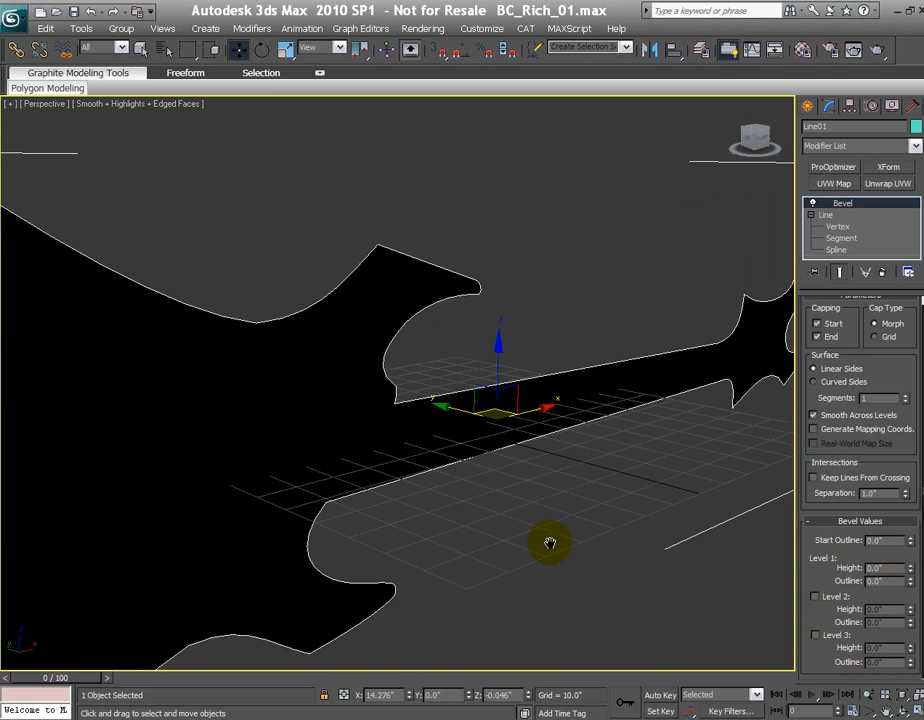 Autodesk 3ds Max 2010 SP1 - Not for Resale BC_Rich_01.max
Type a keyword or phrase
Edit Tools Group Views Create Modifiers Animation Graph Editors Rendering Customize CAT MAXScript Help
All View Create Selection Se
Graphite Modeling Tools Freeform Selection
Polygon Modeling
[ + ] [ Perspective ] [ Smooth + Highlights + Edged Faces ]
Line01
Modifier List
ProOptimizer XForm
UVW Map Unwrap UVW
Bevel
Line
Vertex
Segment
Spline
Parameters
Capping Cap Type
Start Morph
End Grid
Surface
Linear Sides
Curved Sides
Segments: 1
Smooth Across Levels
Generate Mapping Coords.
Real-World Map Size
Intersections
Keep Lines From Crossing
Separation: 1.0"
- Bevel Values
Start Outline: 0.0"
Level 1:
Height: 0.0"
Outline: 0.0"
Level 2:
Height: 0.0"
Outline: 0.0"
Level 3:
Height: 0.0"
Outline: 0.0"
z
y x
z
y x
< 0 / 100 >
1 Object Selected X: 14.276" Y: 0.0" Z: -0.046" Grid = 10.0" Auto Key Selected
Welcome to M Click and drag to select and move objects Add Time Tag Set Key Key Filters... 0